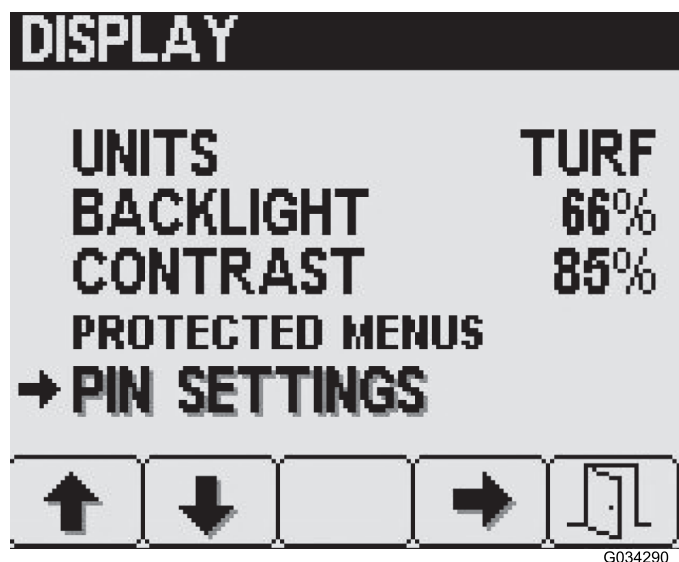 DISPLAY
UNITS TURF
BACKLIGHT 66%
CONTRAST 85%
PROTECTED MENUS
PIN SETTINGS
G034290